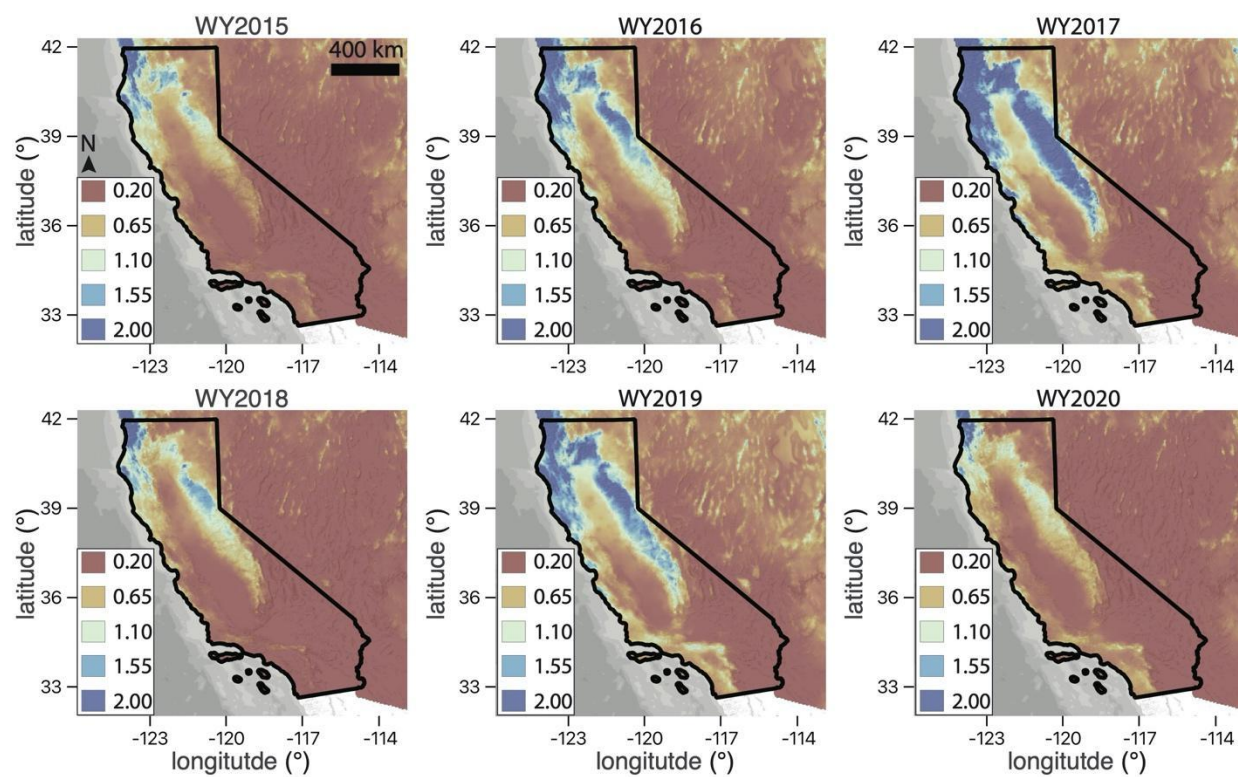 WY2015 WY2016 WY2017
42 400 km 42 42
39 39 39
N
latitude (°) latitude (°) latitude (°)
0.20 0.20 0.20
0.65 0.65 0.65
36 36 36
1.10 1.10 1.10
1.55 1.55 1.55
33 2.00 33 2.00 33 2.00
-123 -120 -117 -114 -123 -120 -117 -114 -123 -120 -117 -114
WY2018 WY2019 WY2020
42 42 42
39 39 39
latitude (°) latitude (°) latitude (°)
0.20 0.20 0.20
0.65 0.65 0.65
36 36 36
1.10 1.10 1.10
1.55 1.55 1.55
33 2.00 33 2.00 33 2.00
-123 -120 -117 -114 -123 -120 -117 -114 -123 -120 -117 -114
longitutde (°) longitutde (°) longitutde (°)